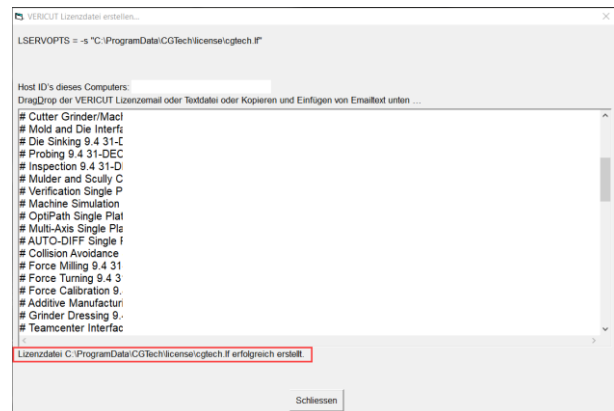 VERICUT Lizenzdatei erstellen...
LSERVOPTS = -s "C:\ProgramData\CGTech\license\cgtech.lf"
Host ID's dieses Computers:
DragDrop der VERICUT Lizenzemail oder Textdatei oder Kopieren und Einfügen von Emailtext unten ...
# Cutter Grinder/Mach
# Mold and Die Interfa
# Die Sinking 9.4 31-D
# Probing 9.4 31-DEC
# Inspection 9.4 31-D
# Mulder and Scully C
# Verification Single P
# Machine Simulation
# OptiPath Single Plat
# Multi-Axis Single Pla
# AUTO-DIFF Single P
# Collision Avoidance
# Force Milling 9.4 31
# Force Turning 9.4 3
# Force Calibration 9.
# Additive Manufacturi
# Grinder Dressing 9.
# Teamcenter Interfac
Lizenzdatei C:\ProgramData\CGTech\license\cgtech.lf erfolgreich erstellt.
Schliessen